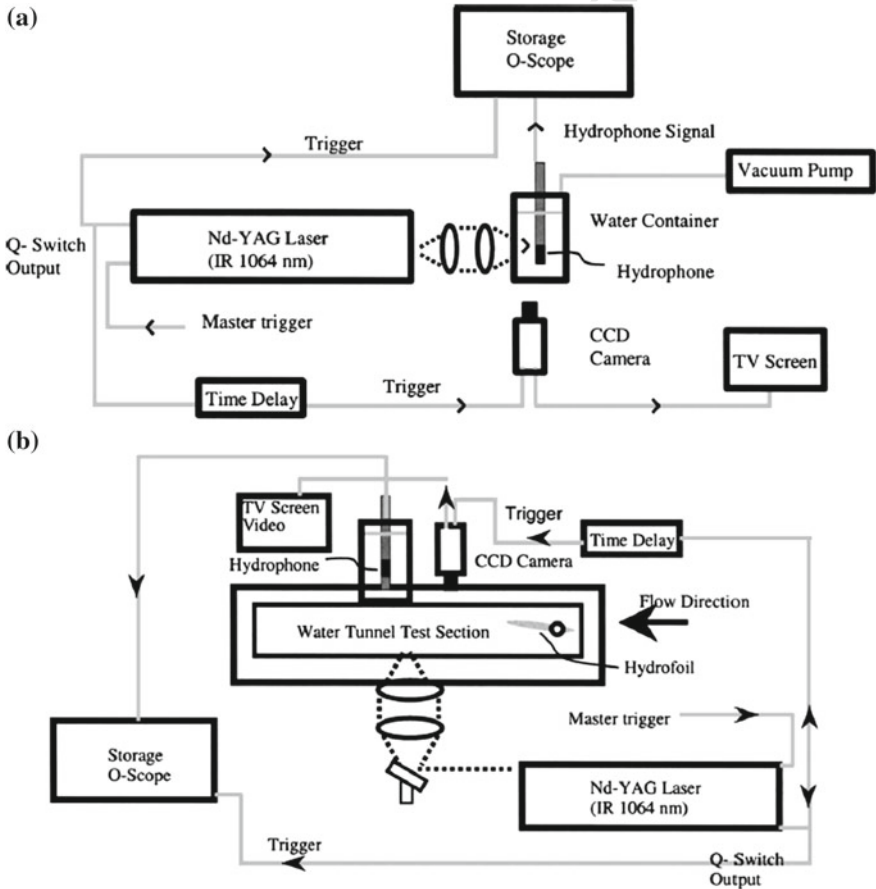 (a)
Storage
O-Scope
Trigger
Hydrophone Signal
Vacuum Pump
Nd-YAG Laser
(IR 1064 nm)
Water Container
Q- Switch
Output
Hydrophone
Master trigger
CCD
Camera
TV Screen
Time Delay
Trigger
(b)
TV Screen
Video
Trigger
Time Delay
Hydrophone
CCD Camera
Flow Direction
Water Tunnel Test Section
Hydrofoil
Master trigger
Storage
O-Scope
Nd-YAG Laser
(IR 1064 nm)
Trigger
Q- Switch
Output